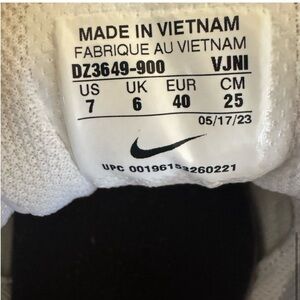 MADE IN VIETNAM
FABRIQUE AU VIETNAM
DZ3649-900 VJNI
US UK EUR CM
7 6 40 25
05/17/23
UPC 00196153260221